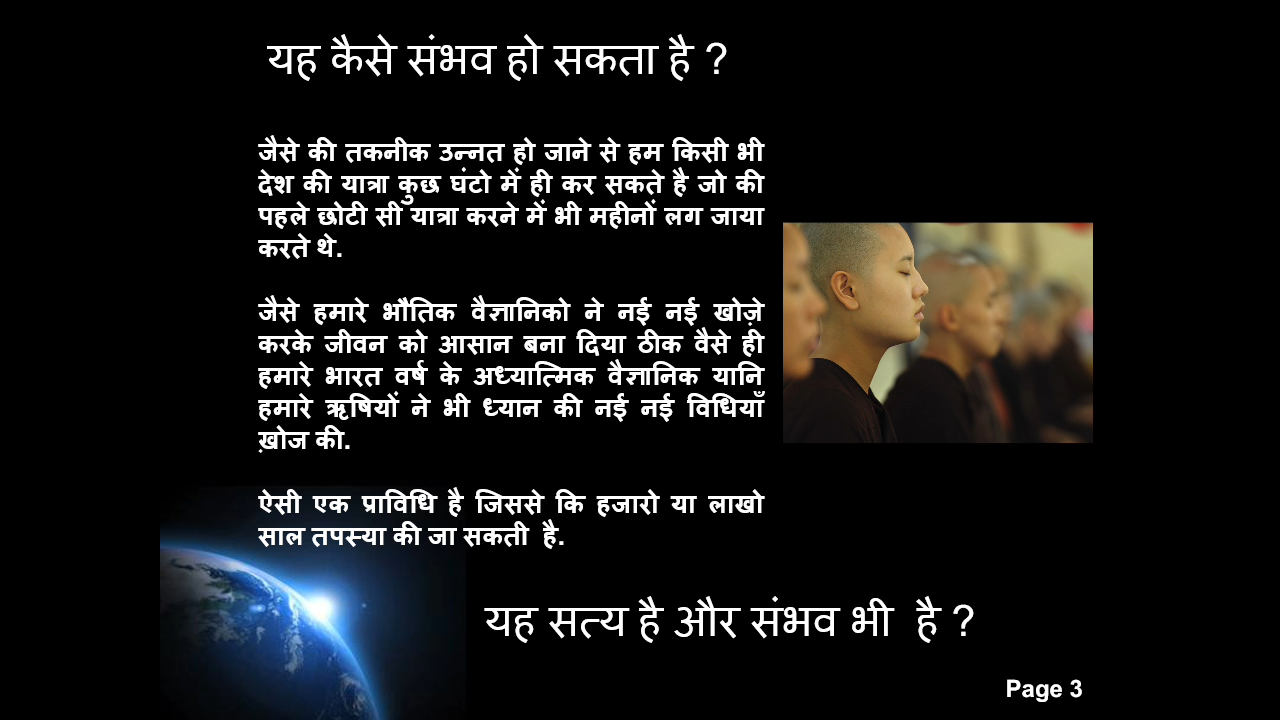 यह कैसे संभव हो सकता है ?
जैसे की तकनीक उन्नत हो जाने से हम किसी भी
देश की यात्रा कुछ घंटो में ही कर सकते है जो की
पहले छोटी सी यात्रा करने में भी महीनों लग जाया
करते थे.
जैसे हमारे भौतिक वैज्ञानिको ने नई नई खोज़े
करके जीवन को आसान बना दिया ठीक वैसे ही
हमारे भारत वर्ष के अध्यात्मिक वैज्ञानिक यानि
हमारे ऋषियों ने भी ध्यान की नई नई विधियाँ
ख़ोज की.
ऐसी एक प्राविधि है जिससे कि हजारो या लाखो
साल तपस्या की जा सकती है.
यह सत्य है और संभव भी है ?
Page 3